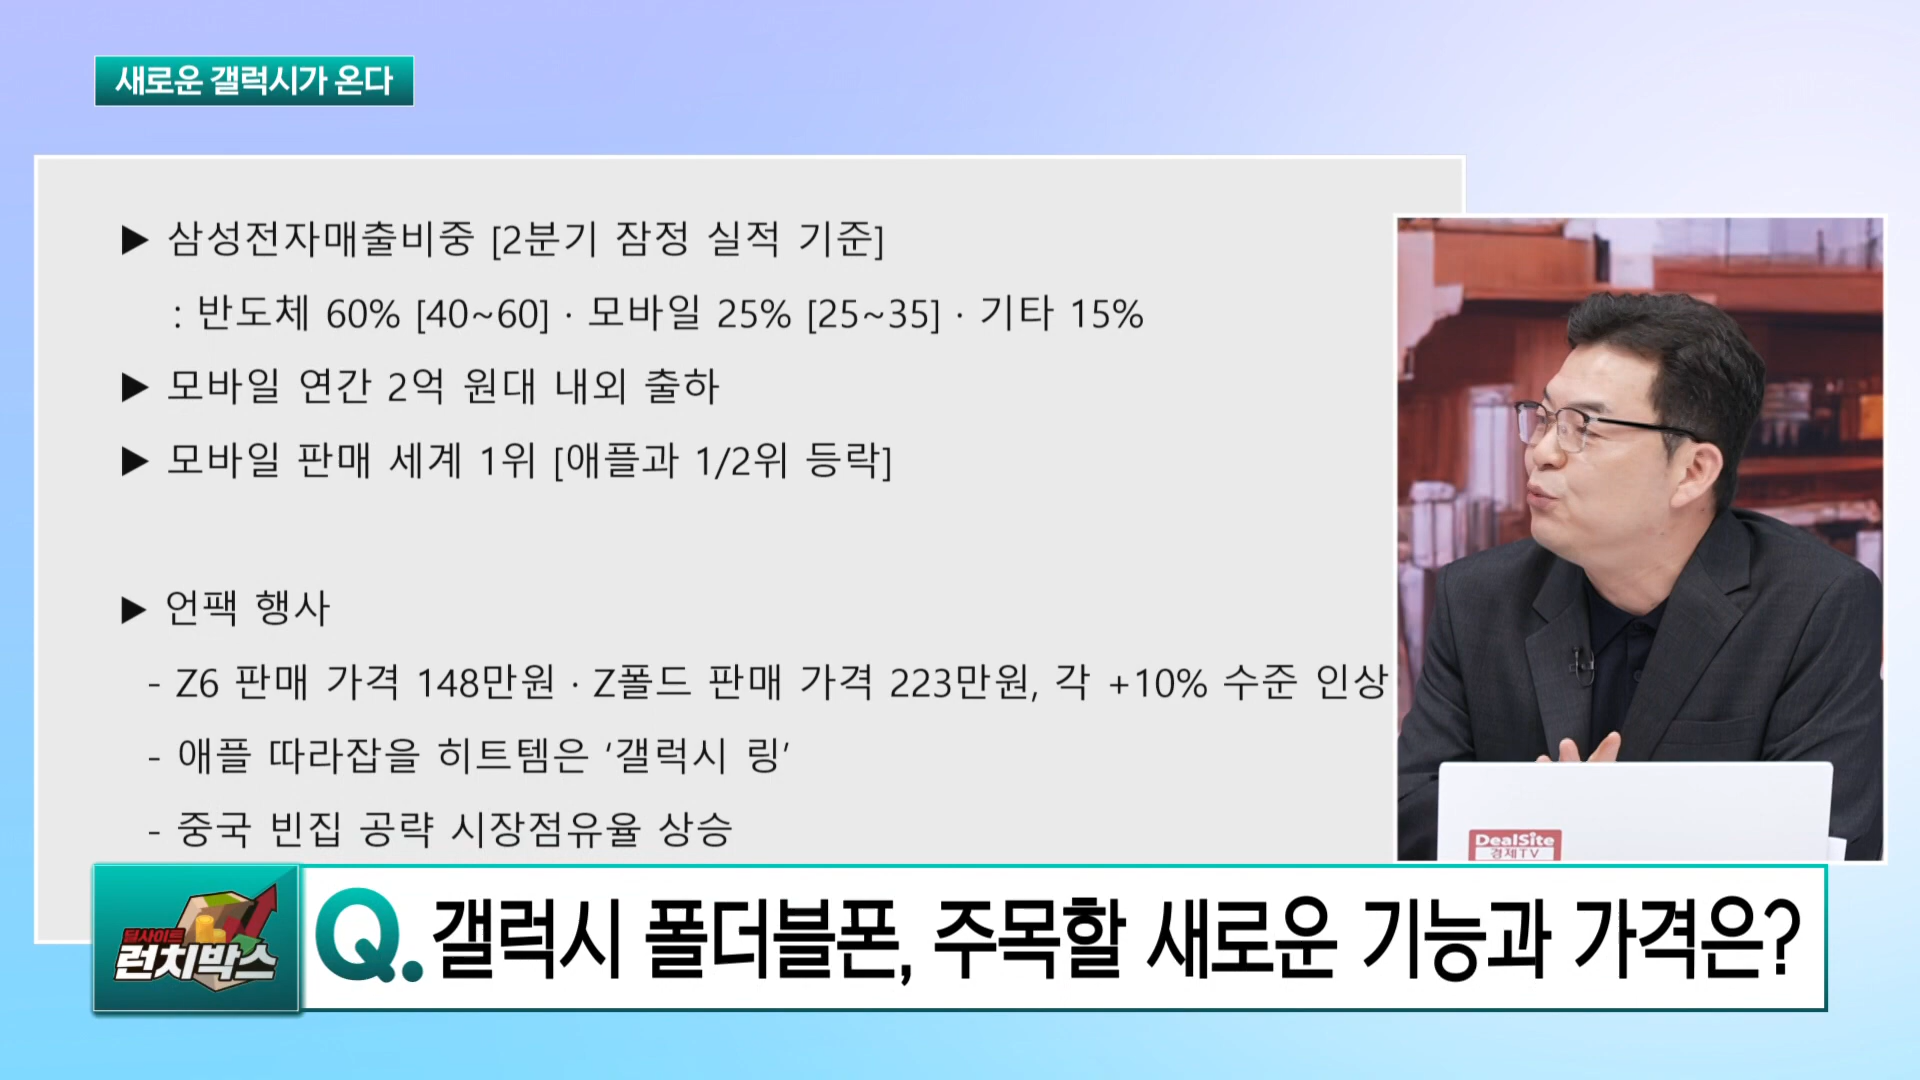 새로운 갤럭시가 온다
▶ 삼성전자매출비중 [2분기 잠정 실적 기준]
: 반도체 60% [40~60] · 모바일 25% [25~35] · 기타 15%
▶ 모바일 연간 2억 원대 내외 출하
▶ 모바일 판매 세계 1위 [애플과 1/2위 등락]
▶ 언팩 행사
- Z6 판매 가격 148만원 · Z폴드 판매 가격 223만원, 각 +10% 수준 인상
- 애플 따라잡을 히트템은 ‘갤럭시 링’
- 중국 빈집 공략 시장점유율 상승
DealSite
경제TV
딜사이트
런치박스
Q. 갤럭시 폴더블폰, 주목할 새로운 기능과 가격은?